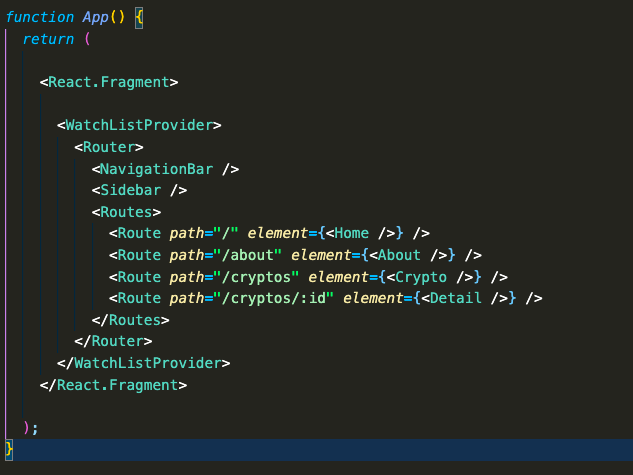 function App() {
return (
<React.Fragment>
<WatchListProvider>
<Router>
<NavigationBar />
<Sidebar />
<Routes>
<Route path="/" element={<Home />} />
<Route path="/about" element={<About />} />
<Route path="/cryptos" element={<Crypto />} />
<Route path="/cryptos/:id" element={<Detail />} />
</Routes>
</Router>
</WatchListProvider>
</React.Fragment>
);
}